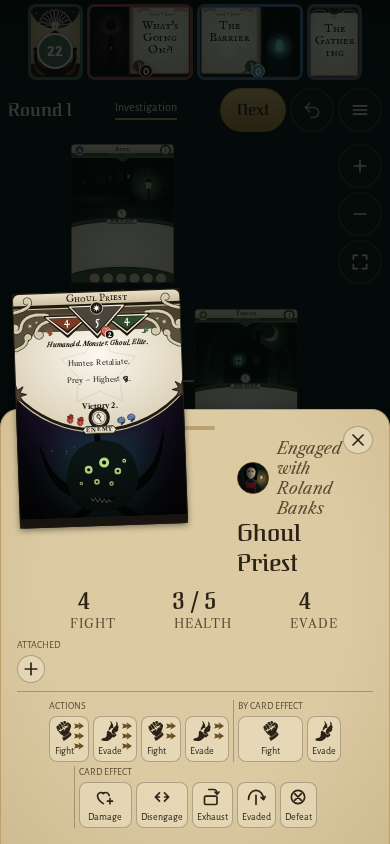 22
What's
Going
On?!
0
The
Barrier
0
The
Gather
ing
Round 1
Investigation
Next
Attic
Ghoul Priest
4
5
4
2
Humanoid. Monster. Ghoul. Elite.
Hunter. Retaliate.
Prey – Highest
Victory 2.
ENEMY
Engaged
with
Roland
Banks
Ghoul
Priest
4
3 / 5
4
FIGHT
HEALTH
EVADE
ATTACHED
ACTIONS
BY CARD EFFECT
Fight
Evade
Fight
Evade
Fight
Evade
CARD EFFECT
Damage
Disengage
Exhaust
Evaded
Defeat